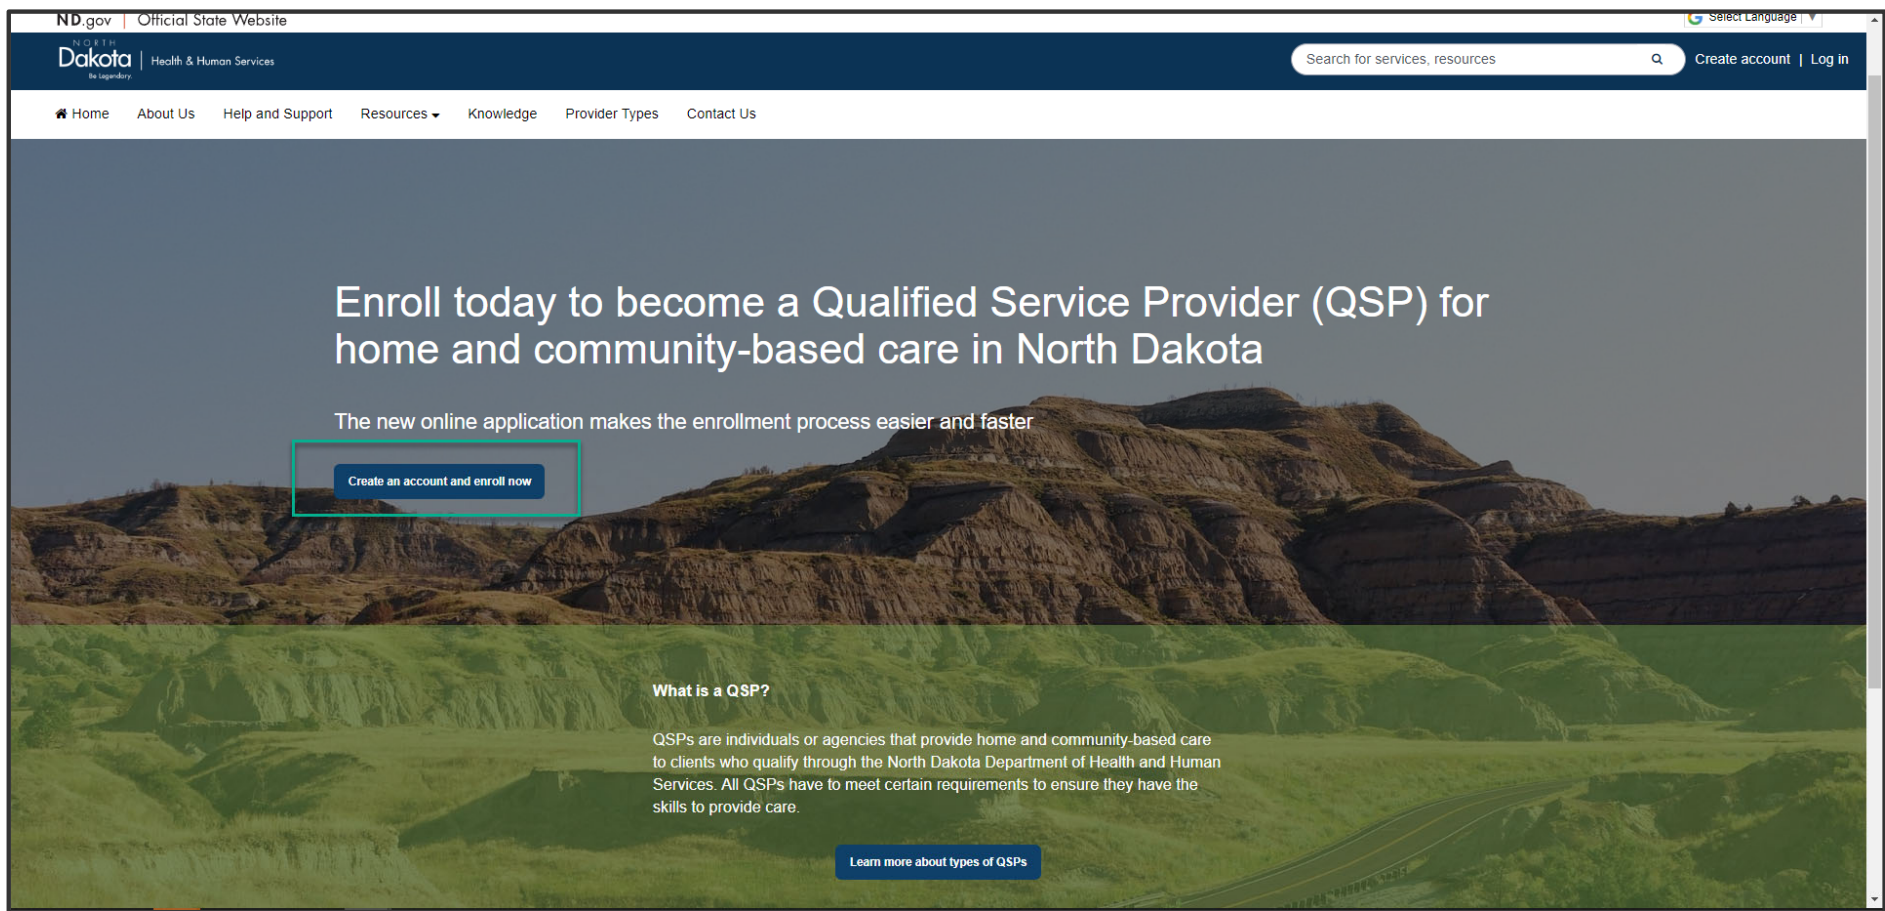 ND.gov | Official State Website
Select Language ▼
NORTH
Dakota | Health & Human Services
Be Legendary.
Search for services, resources
Create account | Log in
Home About Us Help and Support Resources Knowledge Provider Types Contact Us
Enroll today to become a Qualified Service Provider (QSP) for
home and community-based care in North Dakota
The new online application makes the enrollment process easier and faster
Create an account and enroll now
What is a QSP?
QSPs are individuals or agencies that provide home and community-based care
to clients who qualify through the North Dakota Department of Health and Human
Services. All QSPs have to meet certain requirements to ensure they have the
skills to provide care.
Learn more about types of QSPs